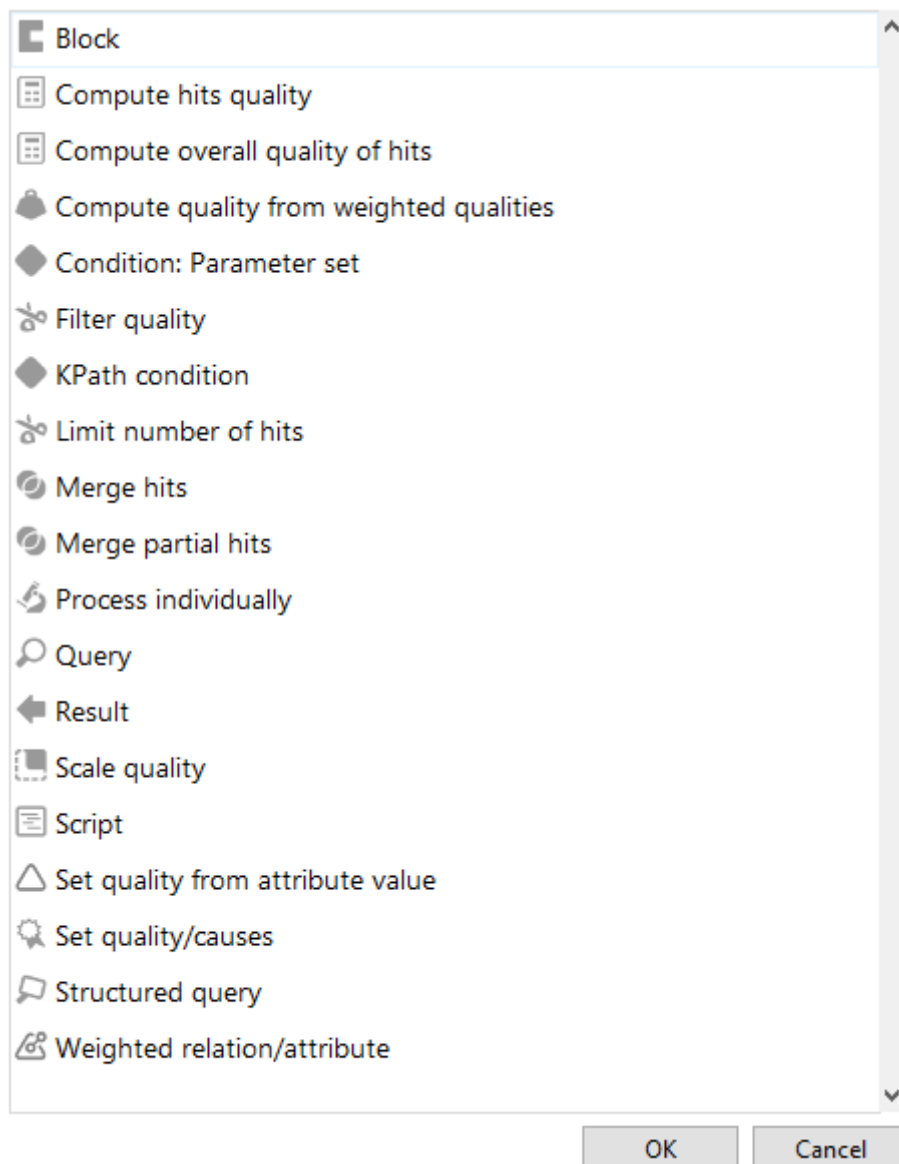 Block
Compute hits quality
Compute overall quality of hits
Compute quality from weighted qualities
Condition: Parameter set
Filter quality
KPath condition
Limit number of hits
Merge hits
Merge partial hits
Process individually
Query
Result
Scale quality
Script
Set quality from attribute value
Set quality/causes
Structured query
Weighted relation/attribute
OK Cancel